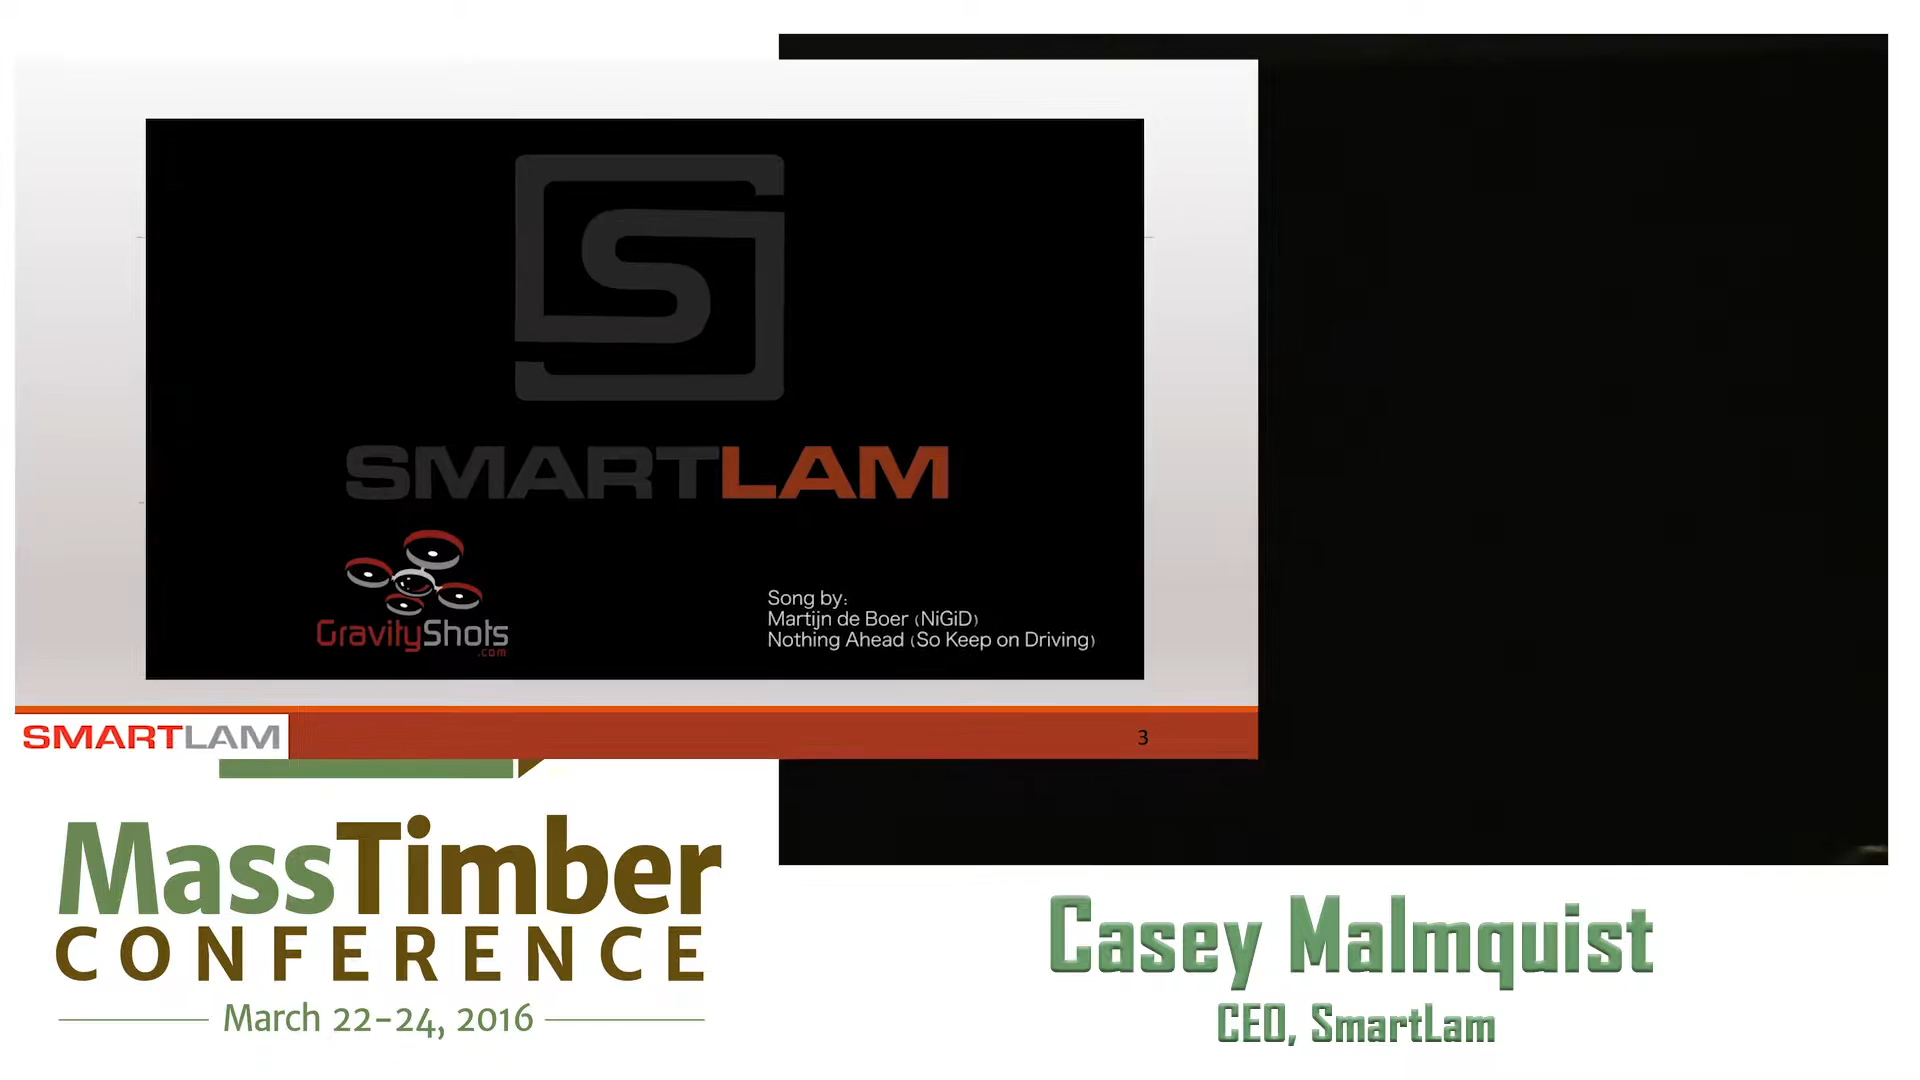 SMARTLAM
GravityShots
.com
Song by:
Martijn de Boer (NiGiD)
Nothing Ahead (So Keep on Driving)
SMARTLAM
3
MassTimber
CONFERENCE
March 22-24, 2016
Casey Malmquist
CEO, SmartLam